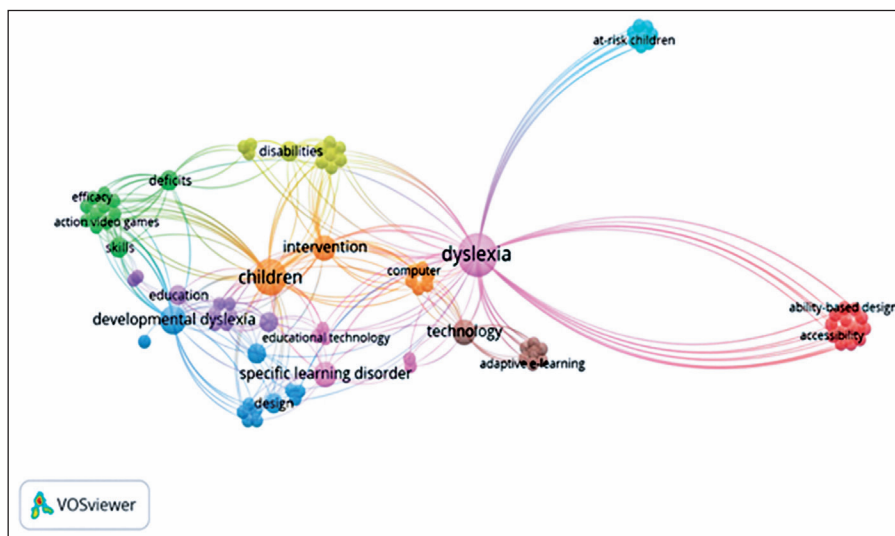 at-risk children
disabilities
deficits
efficacy
action video games
skills
intervention
dyslexia
children
computer
education
ability-based design
developmental dyslexia
technology
accessibility
educational technology
adaptive e-learning
specific learning disorder
design
VOSviewer